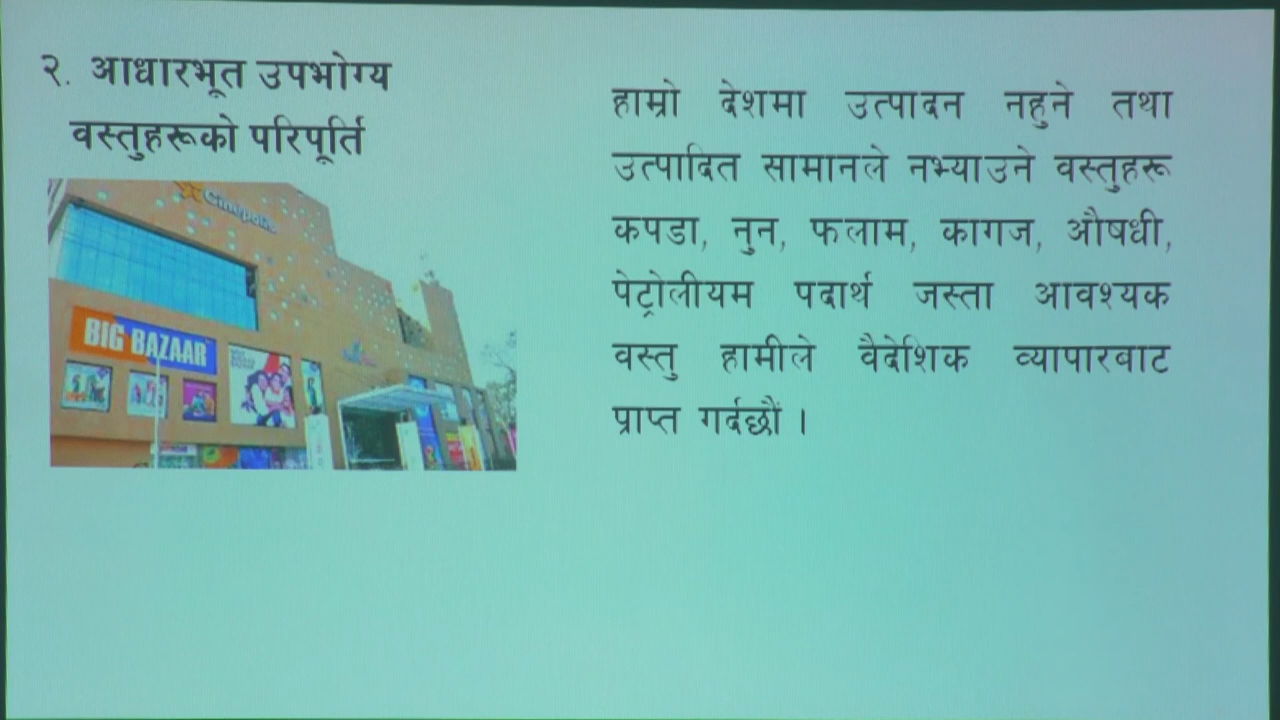 २. आधारभूत उपभोग्य
वस्तुहरूको परिपूर्ति
Cinépolis
BIG BAZAAR
हाम्रो देशमा उत्पादन नहुने तथा
उत्पादित सामानले नभ्याउने वस्तुहरू
कपडा, नुन, फलाम, कागज, औषधी,
पेट्रोलीयम पदार्थ जस्ता आवश्यक
वस्तु हामीले वैदेशिक व्यापारबाट
प्राप्त गर्दछौं ।